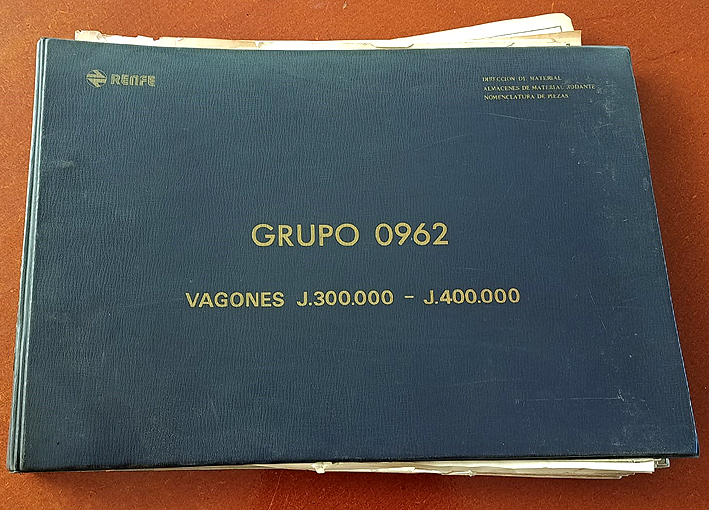 RENFE
DIRECCION DE MATERIAL
ALMACENES DE MATERIAL RODANTE
NOMENCLATURA DE PIEZAS
GRUPO 0962
VAGONES J.300.000 - J.400.000